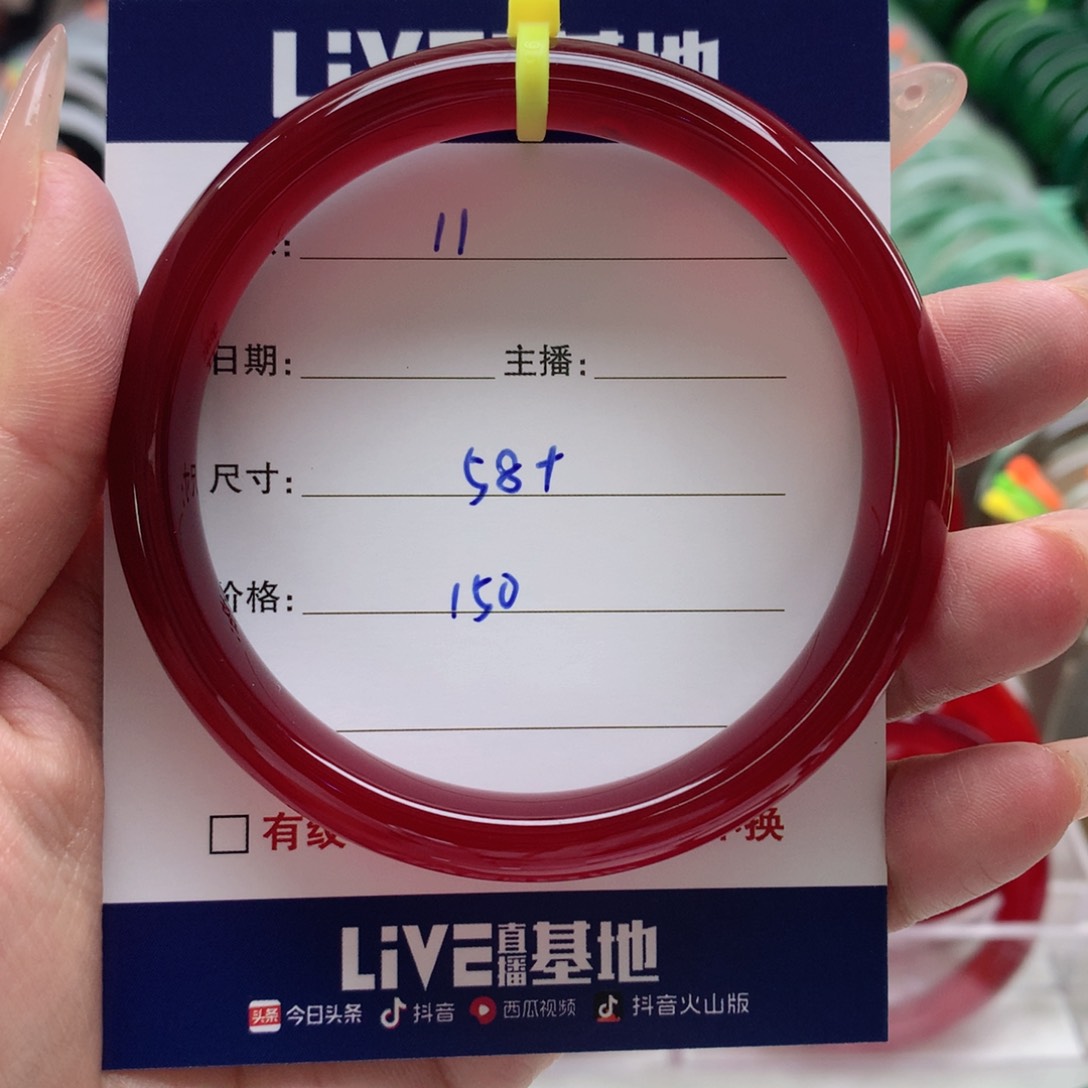 LiVE基地
: 11
日期: 主播:
尺寸: 58+
价格: 150
有纹 换
LiVE直播基地
头条 今日头条 抖音 西瓜视频 抖音火山版